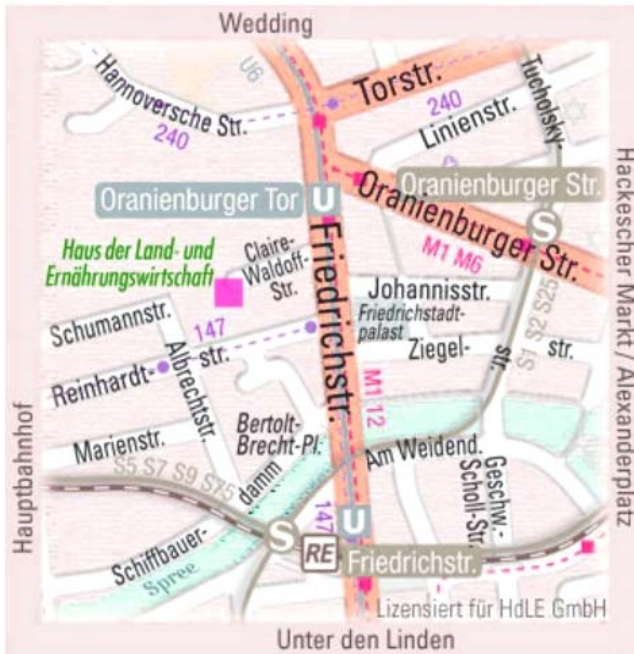 Wedding
U6
Hannoversche Str.
240
Torstr.
240
Linienstr.
Tucholsky-
Oranienburger Tor
U
Oranienburger Str.
S
Oranienburger Str.
M1 M6
Haus der Land- und
Ernährungswirtschaft
Claire-
Waldoff-
Str.
Friedrichstr.
Johannisstr.
Friedrichstadt-
palast
Schumannstr.
147
Reinhardt-
str.
Albrechtstr.
Ziegel-
str.
str.
S1 S2 S25
M1 12
Marienstr.
Bertolt-
Brecht-Pl.
Am Weidend.
Geschw.-
Scholl-Str.
S5 S7 S9 S75
Schiffbauer-
damm
Spree
147
U
S
RE
Friedrichstr.
Hauptbahnhof
Hackescher Markt / Alexanderplatz
Lizensiert für HdLE GmbH
Unter den Linden